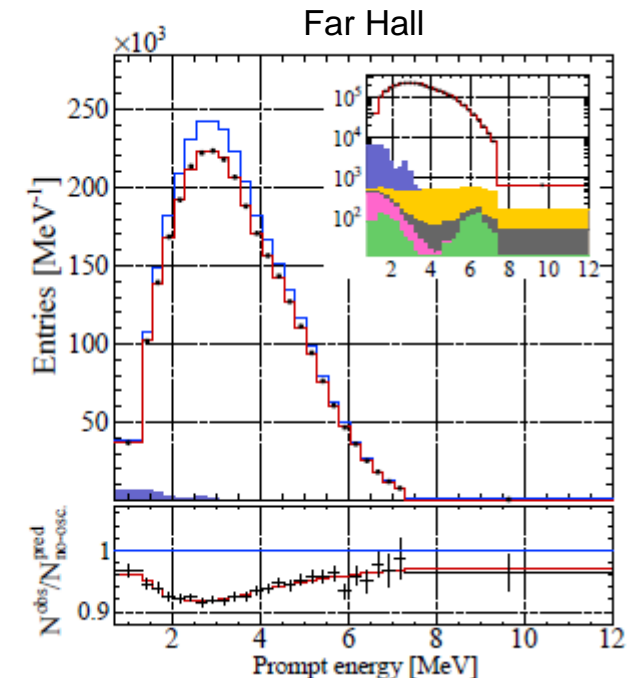 Far Hall
×10³
Entries [MeV⁻¹]
250
200
150
100
50
10⁵
10⁴
10³
10²
2 4 6 8 10 12
N^obs/N^pred_no-osc.
1
0.9
2 4 6 8 10 12
Prompt energy [MeV]